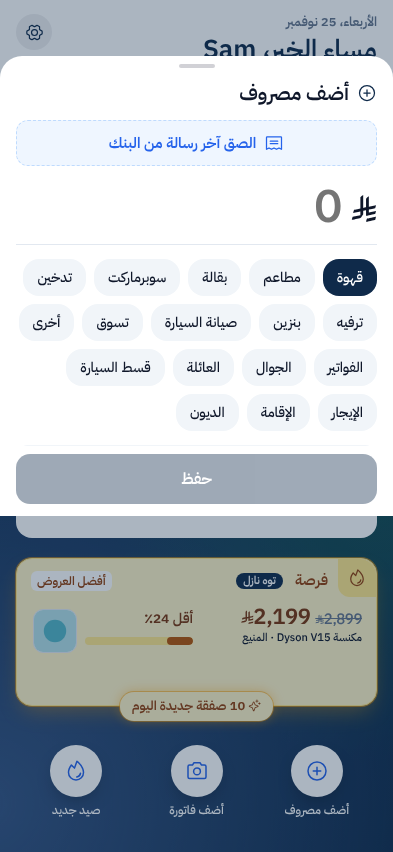 الأربعاء، 25 نوفمبر
مساء الخير، Sam
أضف مصروف
الصق آخر رسالة من البنك
0
قهوة مطاعم بقالة سوبرماركت تدخين
ترفيه بنزين صيانة السيارة تسوق أخرى
الفواتير الجوال العائلة قسط السيارة
الإيجار الإقامة الديون
حفظ
فرصة توه نازل أفضل العروض
2,899 2,199
مكنسة Dyson V15 · المنيع
أقل 24٪
10 صفقة جديدة اليوم
أضف مصروف أضف فاتورة صيد جديد